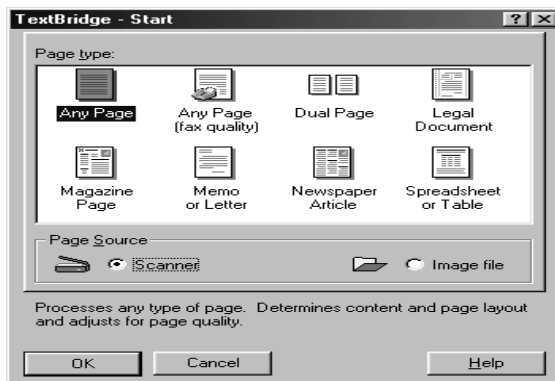 TextBridge - Start
Page type:
Any Page
Any Page
(fax quality)
Dual Page
Legal
Document
Magazine
Page
Memo
or Letter
Newspaper
Article
Spreadsheet
or Table
Page Source
Scanner
Image file
Processes any type of page. Determines content and page layout
and adjusts for page quality.
OK
Cancel
Help